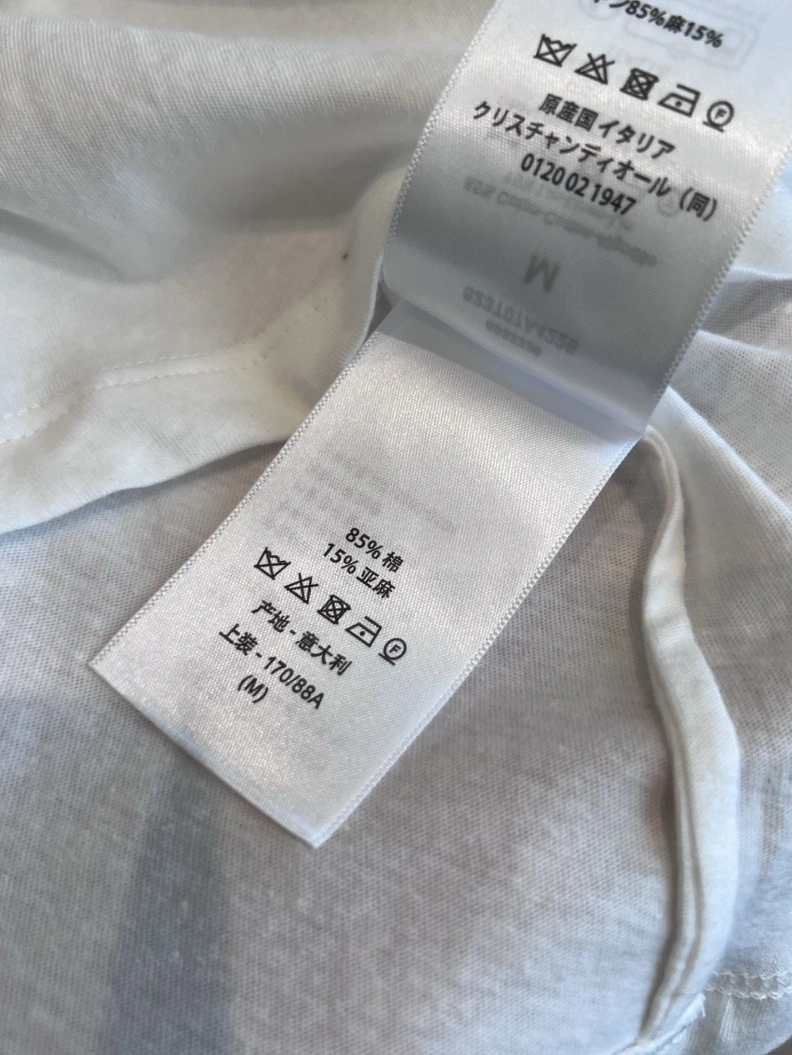 ン85%麻15%
F
原産国イタリア
クリスチャンディオール (同)
0120 02 1947
M
523T07A4226
85% 棉
15% 亚麻
F
产地 - 意大利
上装 - 170/88A
(M)